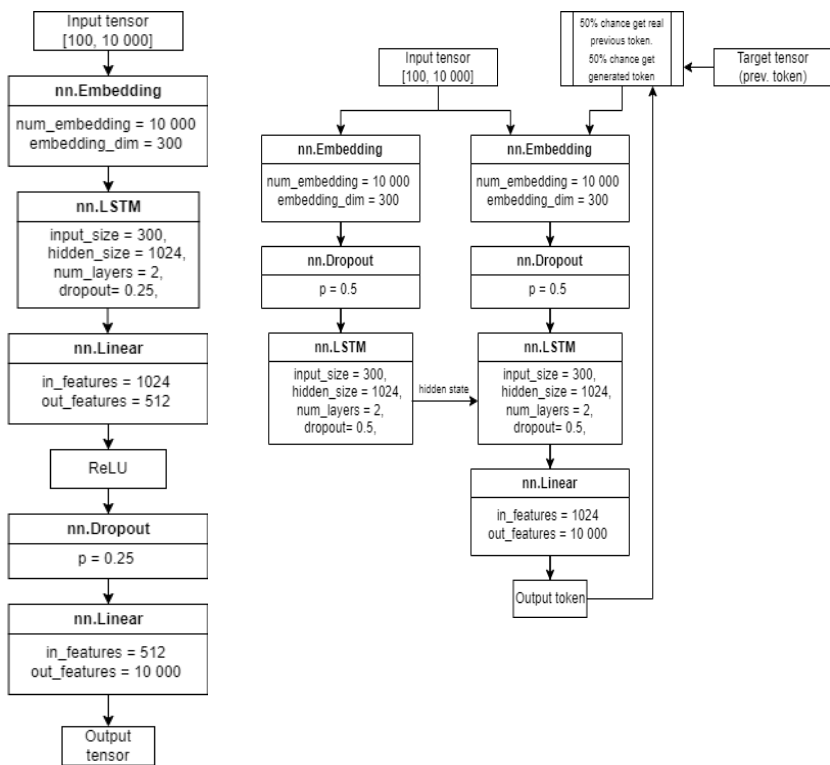 Input tensor
[100, 10 000]
nn.Embedding
num_embedding = 10 000
embedding_dim = 300
nn.LSTM
input_size = 300,
hidden_size = 1024,
num_layers = 2,
dropout= 0.25,
nn.Linear
in_features = 1024
out_features = 512
ReLU
nn.Dropout
p = 0.25
nn.Linear
in_features = 512
out_features = 10 000
Output
tensor
Input tensor
[100, 10 000]
50% chance get real
previous token.
50% chance get
generated token
Target tensor
(prev. token)
nn.Embedding
num_embedding = 10 000
embedding_dim = 300
nn.Dropout
p = 0.5
nn.LSTM
input_size = 300,
hidden_size = 1024,
num_layers = 2,
dropout= 0.5,
hidden state
nn.Embedding
num_embedding = 10 000
embedding_dim = 300
nn.Dropout
p = 0.5
nn.LSTM
input_size = 300,
hidden_size = 1024,
num_layers = 2,
dropout= 0.5,
nn.Linear
in_features = 1024
out_features = 10 000
Output token